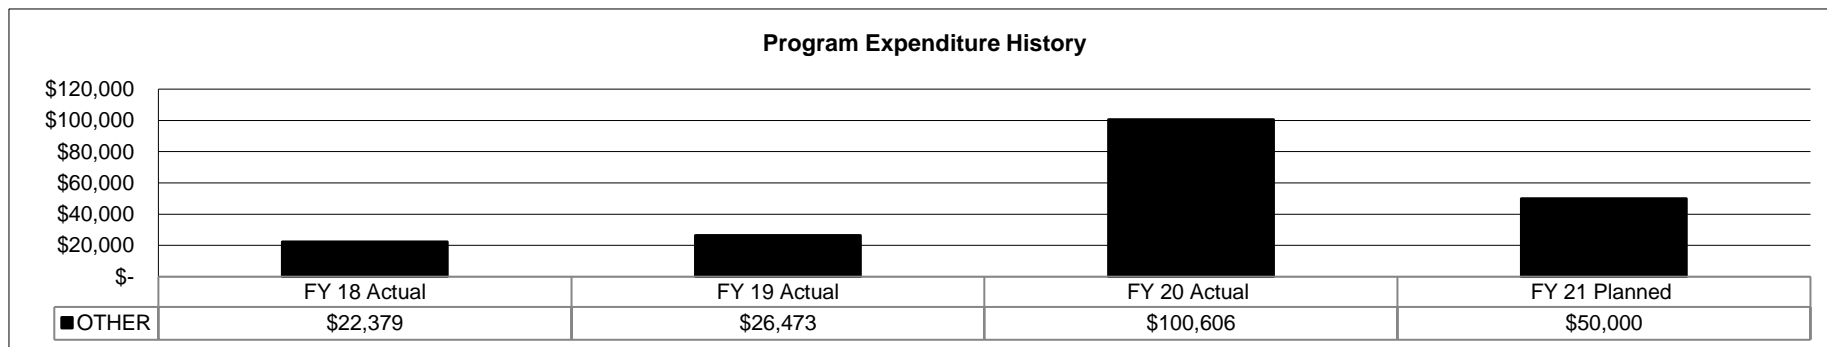 Program Expenditure History
$120,000
$100,000
$80,000
$60,000
$40,000
$20,000
$-
FY 18 Actual FY 19 Actual FY 20 Actual FY 21 Planned
OTHER $22,379 $26,473 $100,606 $50,000